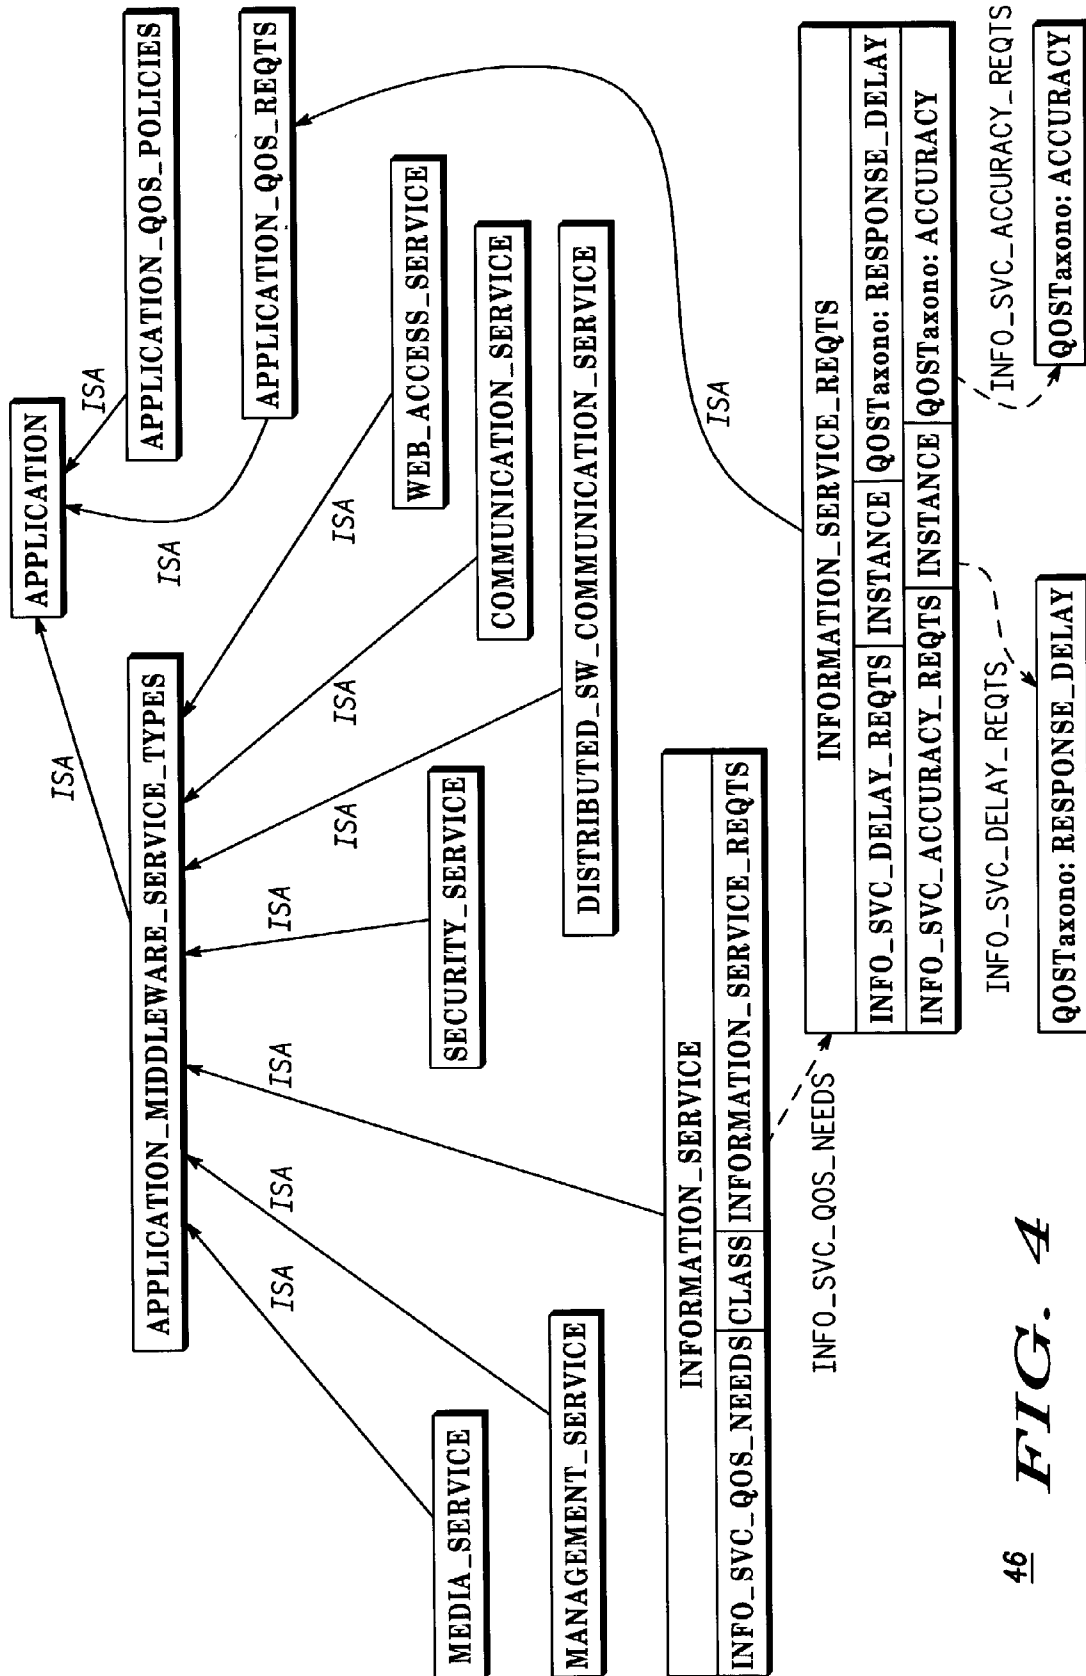 APPLICATION
ISA
ISA
ISA
APPLICATION_QOS_POLICIES
APPLICATION_MIDDLEWARE_SERVICE_TYPES
APPLICATION_QOS_REQTS
ISA
ISA
ISA
ISA
ISA
ISA
ISA
WEB_ACCESS_SERVICE
MEDIA_SERVICE
SECURITY_SERVICE
COMMUNICATION_SERVICE
MANAGEMENT_SERVICE
DISTRIBUTED_SW_COMMUNICATION_SERVICE
INFORMATION_SERVICE
INFO_SVC_QOS_NEEDS CLASS INFORMATION_SERVICE_REQTS
ISA
INFO_SVC_QOS_NEEDS
INFORMATION_SERVICE_REQTS
INFO_SVC_DELAY_REQTS INSTANCE QOSTaxono: RESPONSE_DELAY
INFO_SVC_ACCURACY_REQTS INSTANCE QOSTaxono: ACCURACY
INFO_SVC_DELAY_REQTS
INFO_SVC_ACCURACY_REQTS
QOSTaxono: RESPONSE_DELAY
QOSTaxono: ACCURACY
46
FIG. 4